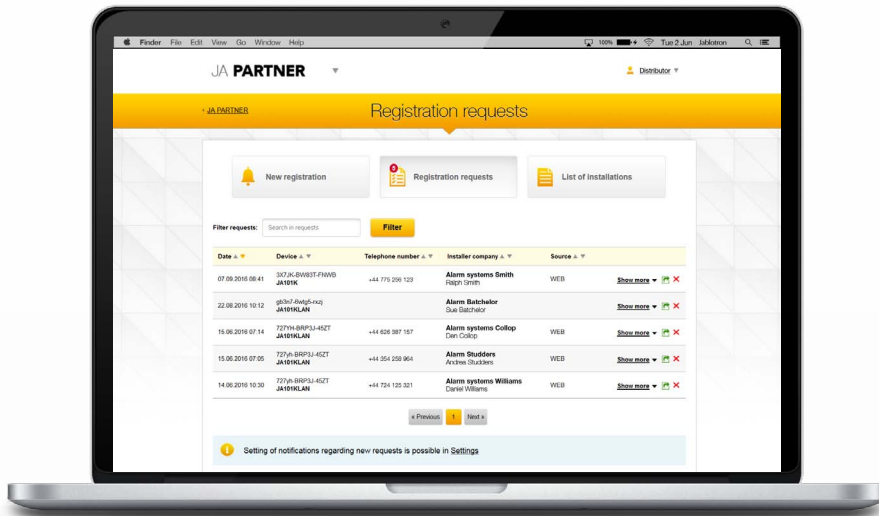 Finder File Edit View Go Window Help 100% Tue 2 Jun Jablotron
JA PARTNER Distributor
‹ JA PARTNER Registration requests
New registration 5 Registration requests List of installations
Filter requests: Search in requests Filter
Date Device Telephone number Installer company Source
07.09.2016 08:41 3X7JK-BW83T-FNWB +44 775 256 123 Alarm systems Smith WEB Show more
JA101K Ralph Smith
22.08.2016 10:12 Alarm Batchelor Show more
JA101KLAN Sue Batchelor
15.06.2016 07:14 727YH-BRP3J-45ZT +44 626 387 157 Alarm systems Collop WEB Show more
JA101KLAN Den Collop
15.06.2016 07:05 727yh-BRP3J-45ZT +44 354 258 964 Alarm Studders WEB Show more
JA101KLAN Andrea Studders
14.06.2016 10:30 727yh-BRP3J-45ZT +44 724 125 321 Alarm systems Williams WEB Show more
JA101KLAN Daniel Williams
« Previous 1 Next »
Setting of notifications regarding new requests is possible in Settings